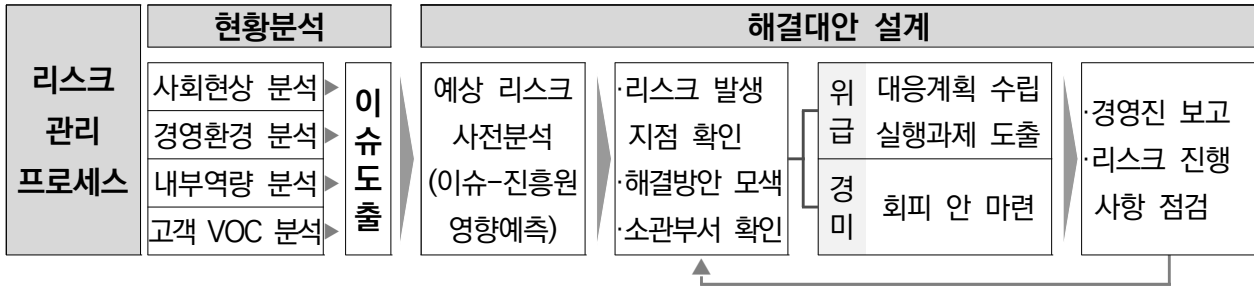 리스크
관리
프로세스
현황분석
사회현상 분석
경영환경 분석
내부역량 분석
고객 VOC 분석
이
슈
도
출
해결대안 설계
예상 리스크
사전분석
(이슈-진흥원
영향예측)
·리스크 발생
지점 확인
·해결방안 모색
·소관부서 확인
위
급
대응계획 수립
실행과제 도출
경
미
회피 안 마련
·경영진 보고
·리스크 진행
사항 점검